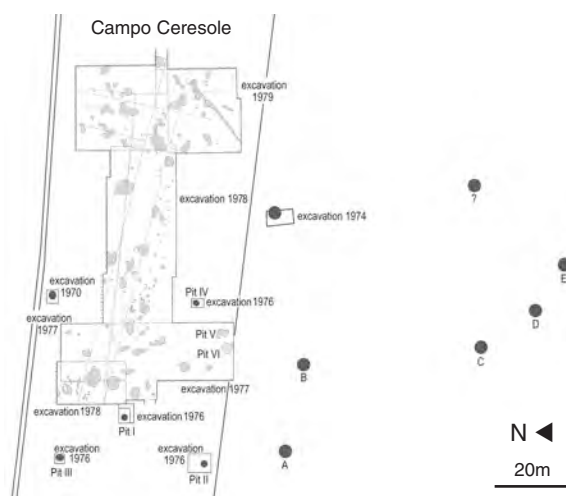 Campo Ceresole
excavation
1979
excavation 1978
excavation 1974
7
excavation
1970
Pit IV
excavation 1976
E
excavation
1977
Pit V
D
Pit VI
B
C
excavation 1977
excavation 1978
excavation 1976
Pit I
excavation
1976
Pit III
excavation
1976
Pit II
A
N
20m